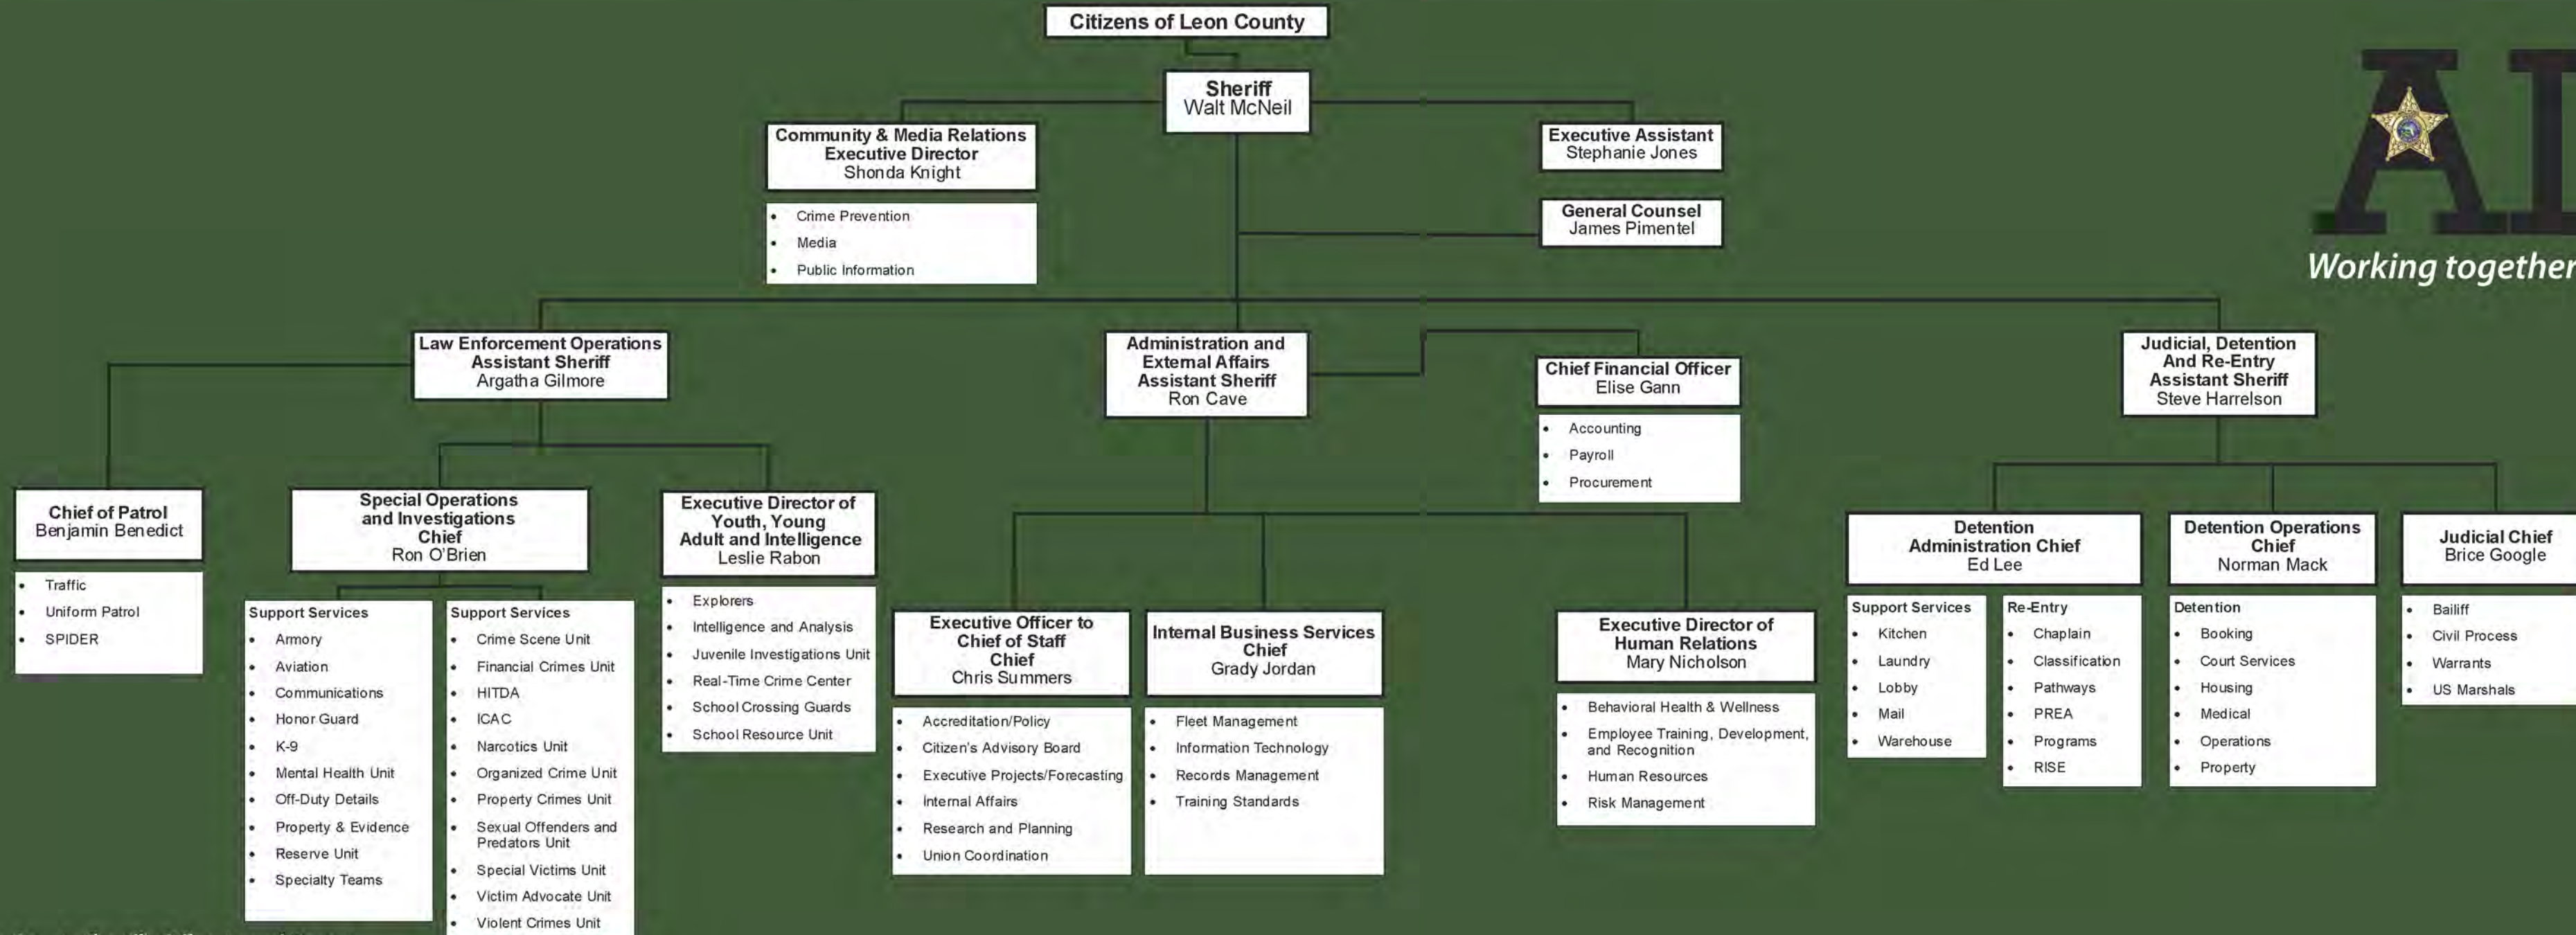 Citizens of Leon County
Sheriff
Walt McNeil
Community & Media Relations
Executive Director
Shonda Knight
• Crime Prevention
• Media
• Public Information
Executive Assistant
Stephanie Jones
General Counsel
James Pimentel
Working together
Law Enforcement Operations
Assistant Sheriff
Argatha Gilmore
Administration and
External Affairs
Assistant Sheriff
Ron Cave
Chief Financial Officer
Elise Gann
• Accounting
• Payroll
• Procurement
Judicial, Detention
And Re-Entry
Assistant Sheriff
Steve Harrelson
Chief of Patrol
Benjamin Benedict
• Traffic
• Uniform Patrol
• SPIDER
Special Operations
and Investigations
Chief
Ron O'Brien
Support Services
• Armory
• Aviation
• Communications
• Honor Guard
• K-9
• Mental Health Unit
• Off-Duty Details
• Property & Evidence
• Reserve Unit
• Specialty Teams
Support Services
• Crime Scene Unit
• Financial Crimes Unit
• HITDA
• ICAC
• Narcotics Unit
• Organized Crime Unit
• Property Crimes Unit
• Sexual Offenders and
Predators Unit
• Special Victims Unit
• Victim Advocate Unit
• Violent Crimes Unit
Executive Director of
Youth, Young
Adult and Intelligence
Leslie Rabon
• Explorers
• Intelligence and Analysis
• Juvenile Investigations Unit
• Real-Time Crime Center
• School Crossing Guards
• School Resource Unit
Executive Officer to
Chief of Staff
Chief
Chris Summers
• Accreditation/Policy
• Citizen's Advisory Board
• Executive Projects/Forecasting
• Internal Affairs
• Research and Planning
• Union Coordination
Internal Business Services
Chief
Grady Jordan
• Fleet Management
• Information Technology
• Records Management
• Training Standards
Executive Director of
Human Relations
Mary Nicholson
• Behavioral Health & Wellness
• Employee Training, Development,
and Recognition
• Human Resources
• Risk Management
Detention
Administration Chief
Ed Lee
Support Services
• Kitchen
• Laundry
• Lobby
• Mail
• Warehouse
Re-Entry
• Chaplain
• Classification
• Pathways
• PREA
• Programs
• RISE
Detention Operations
Chief
Norman Mack
Detention
• Booking
• Court Services
• Housing
• Medical
• Operations
• Property
Judicial Chief
Brice Google
• Bailiff
• Civil Process
• Warrants
• US Marshals